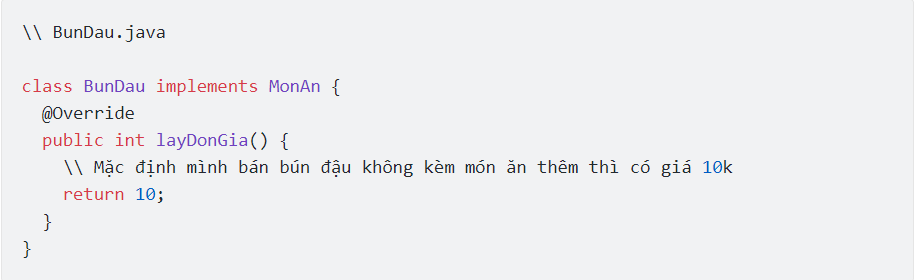 \\ BunDau.java
class BunDau implements MonAn {
@Override
public int layDonGia() {
\\ Mặc định mình bán bún đậu không kèm món ăn thêm thì có giá 10k
return 10;
}
}